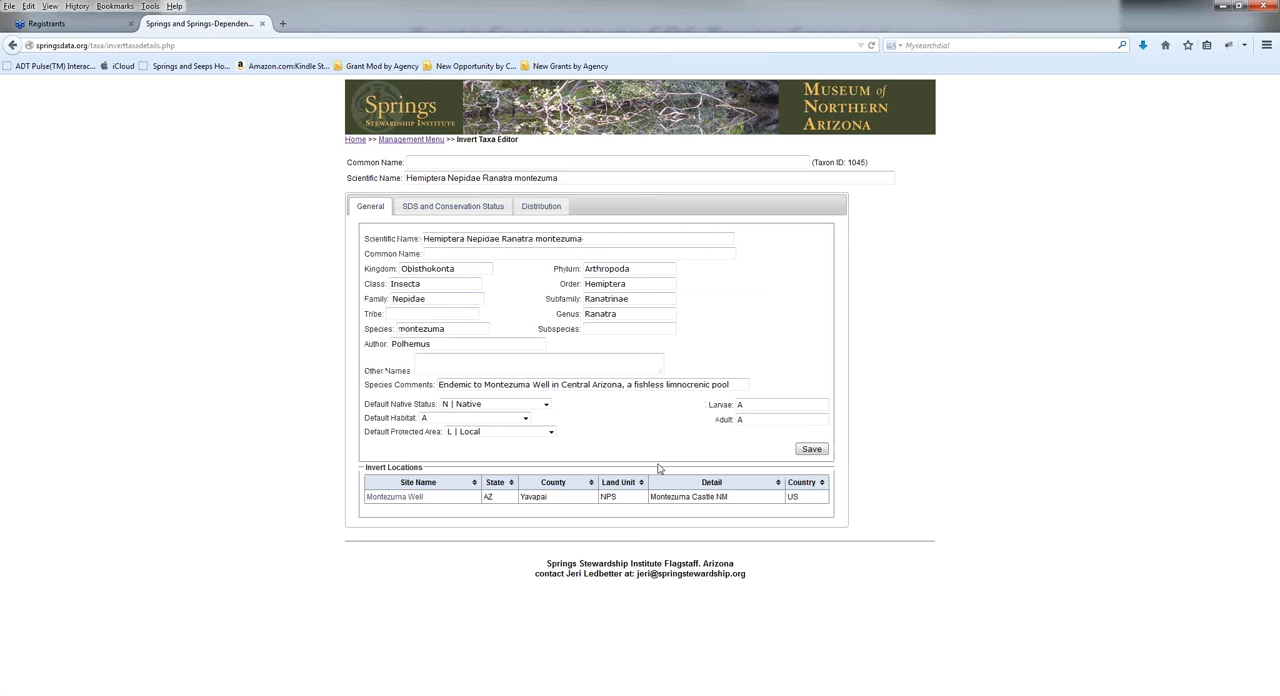 File Edit View History Bookmarks Tools Help
Registrants
Springs and Springs-Dependen...
springsdata.org/taxa/inverttaxadetails.php
Mysearchdial
ADT Pulse(TM) Interac... iCloud Springs and Seeps Ho... Amazon.com:Kindle St... Grant Mod by Agency New Opportunity by C... New Grants by Agency
Springs
STEWARDSHIP INSTITUTE
MUSEUM of
NORTHERN
ARIZONA
Home >> Management Menu >> Invert Taxa Editor
Common Name: (Taxon ID: 1045)
Scientific Name: Hemiptera Nepidae Ranatra montezuma
General SDS and Conservation Status Distribution
Scientific Name: Hemiptera Nepidae Ranatra montezuma
Common Name:
Kingdom: Obisthokonta Phylum: Arthropoda
Class: Insecta Order: Hemiptera
Family: Nepidae Subfamily: Ranatrinae
Tribe: Genus: Ranatra
Species: montezuma Subspecies:
Author: Polhemus
Other Names
Species Comments: Endemic to Montezuma Well in Central Arizona, a fishless limnocrenic pool
Default Native Status: N | Native Larvae: A
Default Habitat: A Adult: A
Default Protected Area: L | Local
Save
Invert Locations
Site Name State County Land Unit Detail Country
Montezuma Well AZ Yavapai NPS Montezuma Castle NM US
Springs Stewardship Institute Flagstaff. Arizona
contact Jeri Ledbetter at: jeri@springstewardship.org